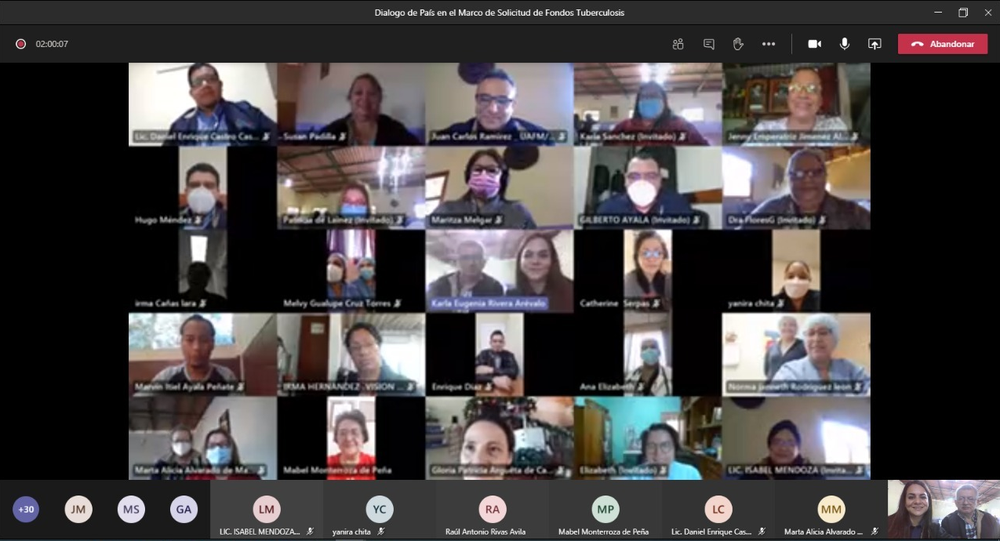 Dialogo de País en el Marco de Solicitud de Fondos Tuberculosis
02:00:07
Abandonar
Lic. Daniel Enrique Castro Cas...
Susan Padilla
Juan Carlos Ramirez _ UAFM/...
Karla Sanchez (Invitado)
Jenny Emperatriz Jimenez Al...
Hugo Méndez
Patricia de Lainez (Invitado)
Maritza Melgar
GILBERTO AYALA (Invitado)
Dra FloresG (Invitado)
irma Cañas lara
Melvy Gualupe Cruz Torres
Karla Eugenia Rivera Arévalo
Catherine Serpas
yanira chita
Marvin Itiel Ayala Peñate
IRMA HERNANDEZ -VISION ...
Enrique Diaz
Ana Elizabeth
Norma Janneth Rodriguez leon
Marta Alicia Alvarado de Ma...
Mabel Monterroza de Peña
Gloria Patricia Argueta de Ca...
Elizabeth (Invitado)
LIC. ISABEL MENDOZA (Invita...
+30
JM
MS
GA
LM
YC
RA
MP
LC
MM
LIC. ISABEL MENDOZA...
yanira chita
Raúl Antonio Rivas Avila
Mabel Monterroza de Peña
Lic. Daniel Enrique Cas...
Marta Alicia Alvarado ...